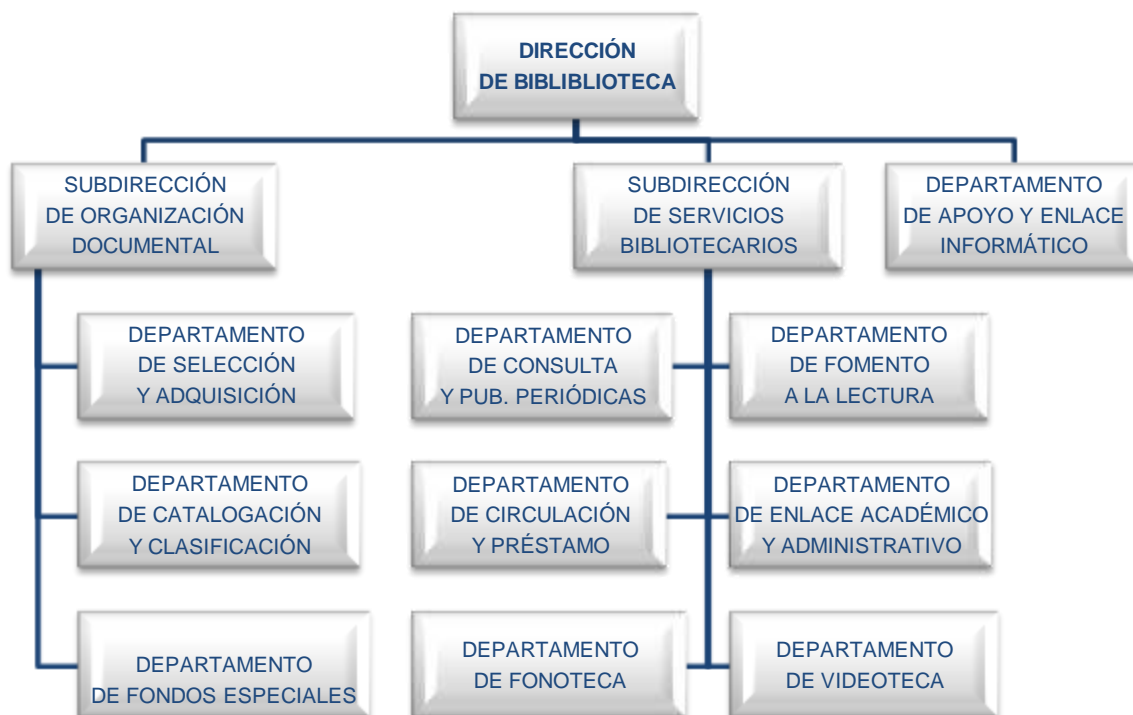 DIRECCIÓN
DE BIBLIBLIOTECA
SUBDIRECCIÓN
DE ORGANIZACIÓN
DOCUMENTAL
SUBDIRECCIÓN
DE SERVICIOS
BIBLIOTECARIOS
DEPARTAMENTO
DE APOYO Y ENLACE
INFORMÁTICO
DEPARTAMENTO
DE SELECCIÓN
Y ADQUISICIÓN
DEPARTAMENTO
DE CONSULTA
Y PUB. PERIÓDICAS
DEPARTAMENTO
DE FOMENTO
A LA LECTURA
DEPARTAMENTO
DE CATALOGACIÓN
Y CLASIFICACIÓN
DEPARTAMENTO
DE CIRCULACIÓN
Y PRÉSTAMO
DEPARTAMENTO
DE ENLACE ACADÉMICO
Y ADMINISTRATIVO
DEPARTAMENTO
DE FONDOS ESPECIALES
DEPARTAMENTO
DE FONOTECA
DEPARTAMENTO
DE VIDEOTECA